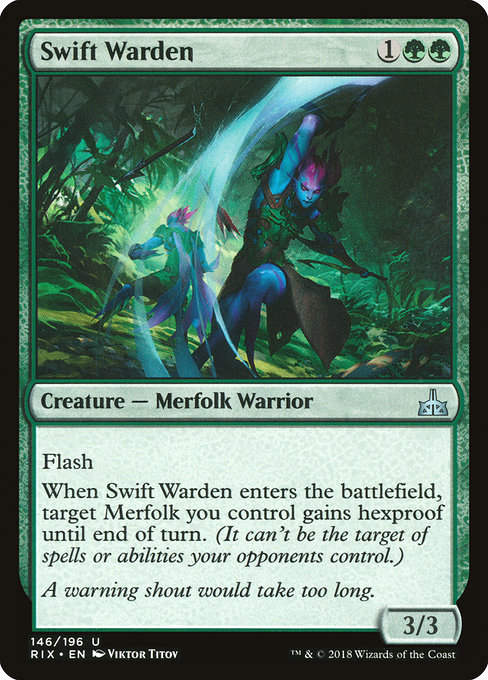 Swift Warden 1
Creature — Merfolk Warrior
Flash
When Swift Warden enters the battlefield,
target Merfolk you control gains hexproof
until end of turn. (It can't be the target of
spells or abilities your opponents control.)
A warning shout would take too long.
3/3
146/196 U
RIX • EN Viktor Titov
™ & © 2018 Wizards of the Coast